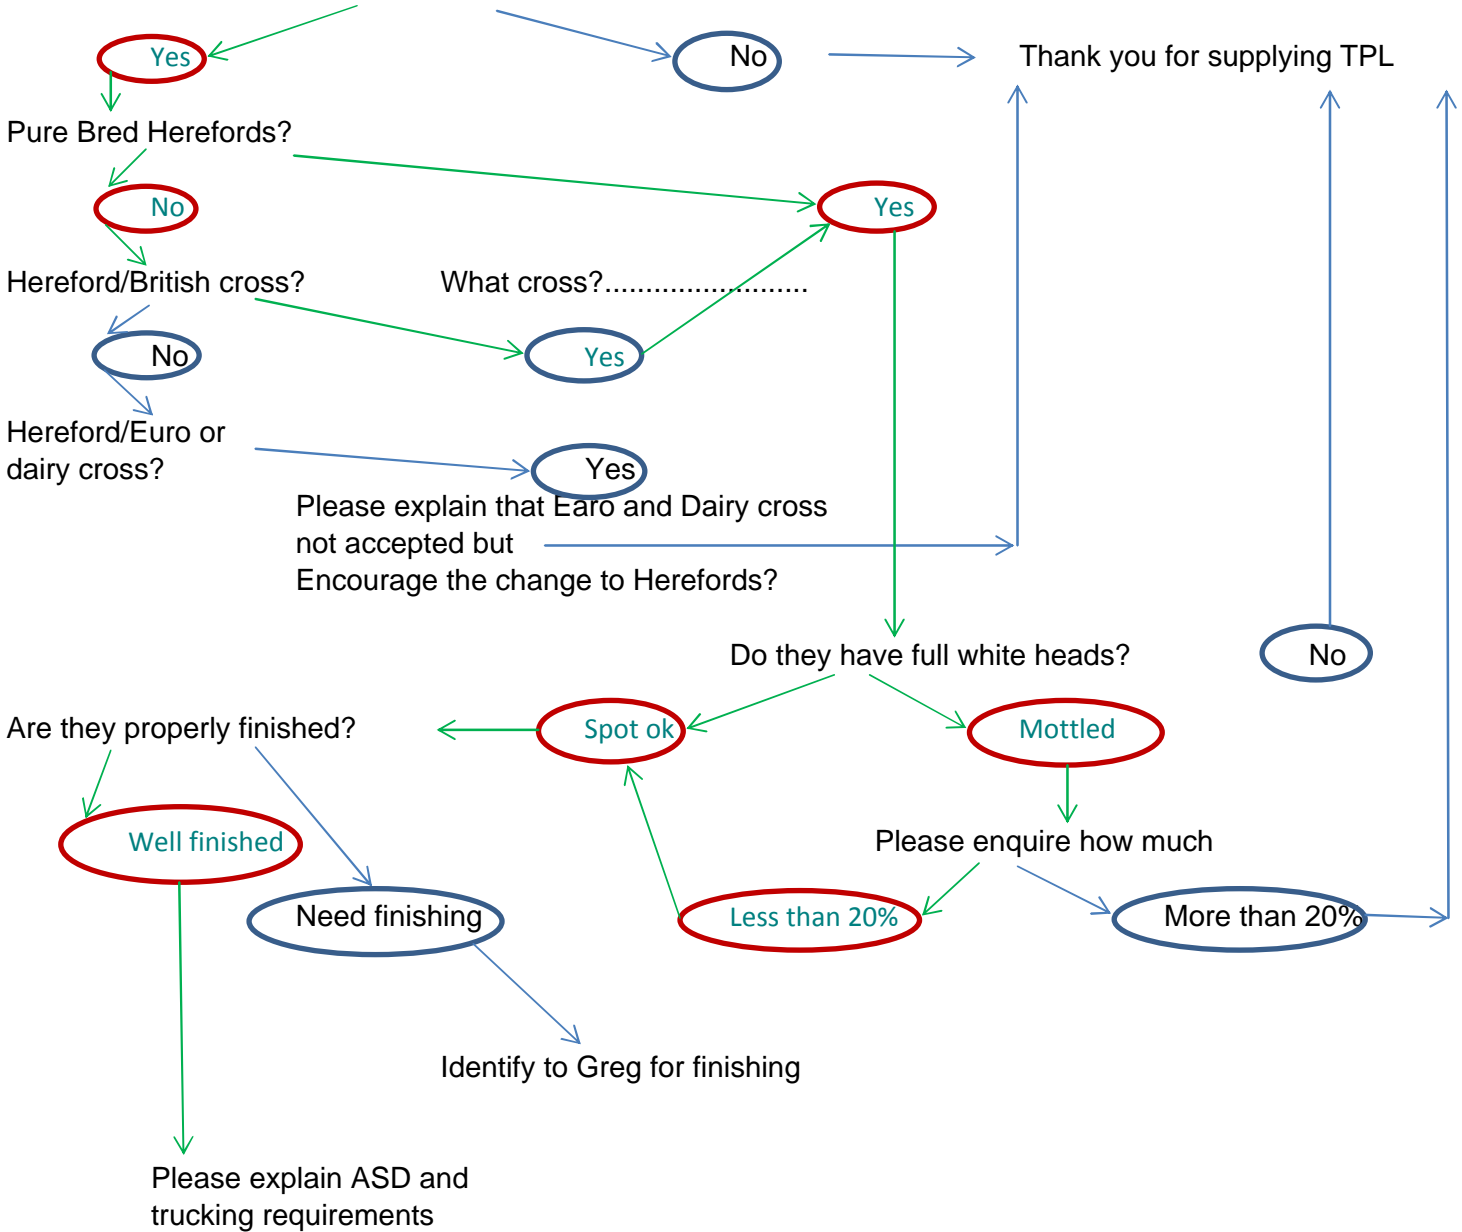 Yes
No
Thank you for supplying TPL
Pure Bred Herefords?
No
Yes
Hereford/British cross?
What cross?.........................
No
Yes
Hereford/Euro or
dairy cross?
Yes
Please explain that Earo and Dairy cross
not accepted but
Encourage the change to Herefords?
Do they have full white heads?
No
Are they properly finished?
Spot ok
Mottled
Well finished
Please enquire how much
Need finishing
Less than 20%
More than 20%
Identify to Greg for finishing
Please explain ASD and
trucking requirements